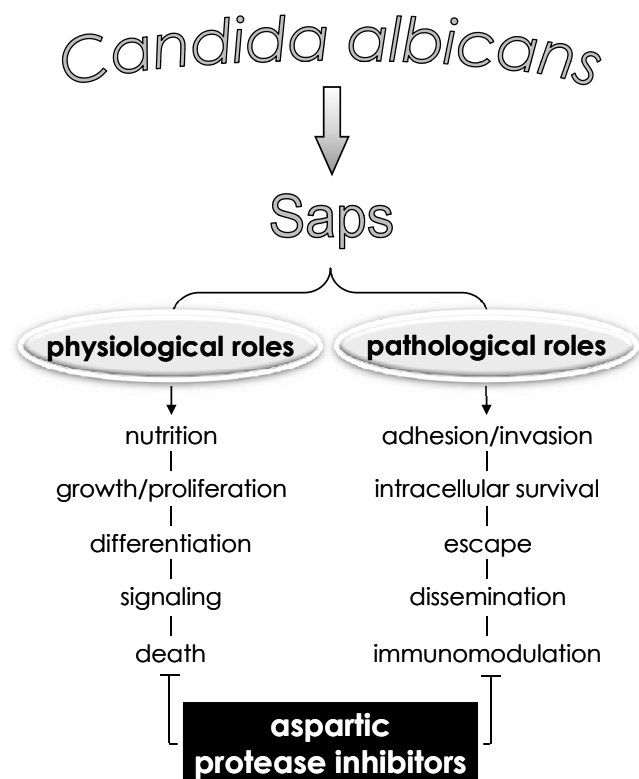 Candida albicans
Saps
physiological roles
pathological roles
nutrition
growth/proliferation
differentiation
signaling
death
adhesion/invasion
intracellular survival
escape
dissemination
immunomodulation
aspartic
protease inhibitors